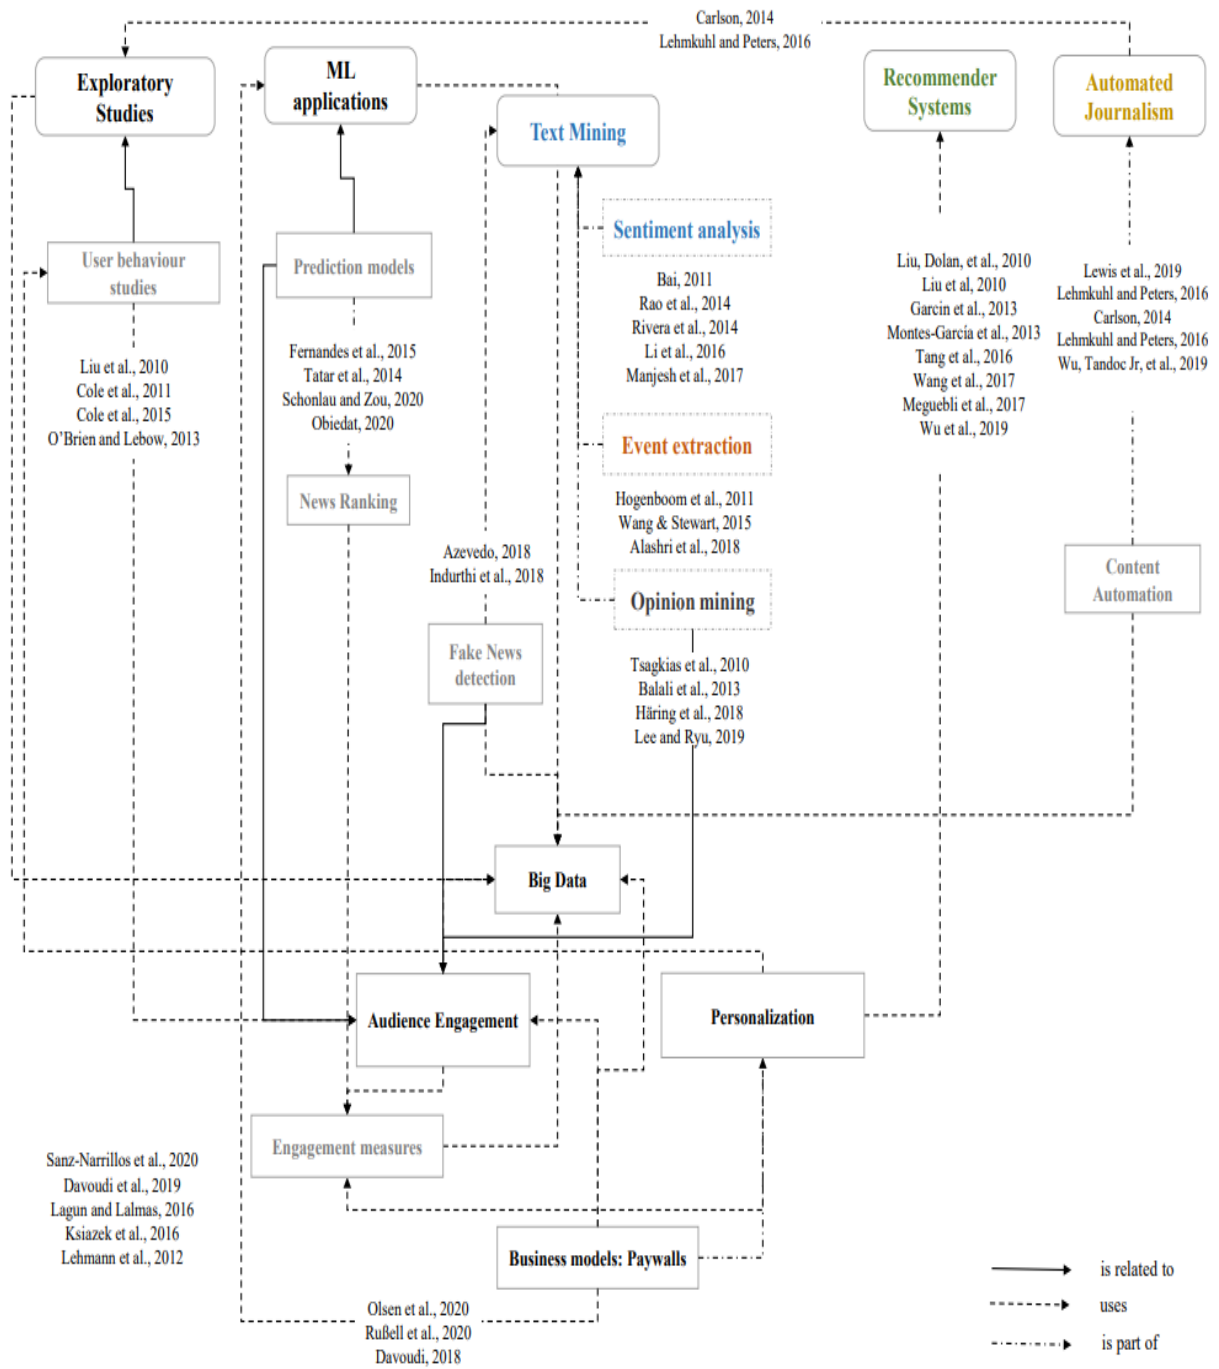 Carlson, 2014
Lehmkuhl and Peters, 2016
Exploratory
Studies
ML
applications
Text Mining
Recommender
Systems
Automated
Journalism
User behaviour
studies
Prediction models
Sentiment analysis
Bai, 2011
Rao et al., 2014
Rivera et al., 2014
Li et al., 2016
Manjesh et al., 2017
Liu, Dolan, et al., 2010
Liu et al, 2010
Garcin et al., 2013
Montes-García et al., 2013
Tang et al., 2016
Wang et al., 2017
Meguebli et al., 2017
Wu et al., 2019
Lewis et al., 2019
Lehmkuhl and Peters, 2016
Carlson, 2014
Lehmkuhl and Peters, 2016
Wu, Tandoc Jr, et al., 2019
Liu et al., 2010
Cole et al., 2011
Cole et al., 2015
O'Brien and Lebow, 2013
Fernandes et al., 2015
Tatar et al., 2014
Schonlau and Zou, 2020
Obiedat, 2020
News Ranking
Event extraction
Hogenboom et al., 2011
Wang & Stewart, 2015
Alashri et al., 2018
Azevedo, 2018
Indurthi et al., 2018
Content
Automation
Opinion mining
Fake News
detection
Tsagkias et al., 2010
Balali et al., 2013
Häring et al., 2018
Lee and Ryu, 2019
Big Data
Audience Engagement
Personalization
Engagement measures
Sanz-Narrillos et al., 2020
Davoudi et al., 2019
Lagun and Lalmas, 2016
Ksiazek et al., 2016
Lehmann et al., 2012
Business models: Paywalls
Olsen et al., 2020
Rußell et al., 2020
Davoudi, 2018
is related to
uses
is part of